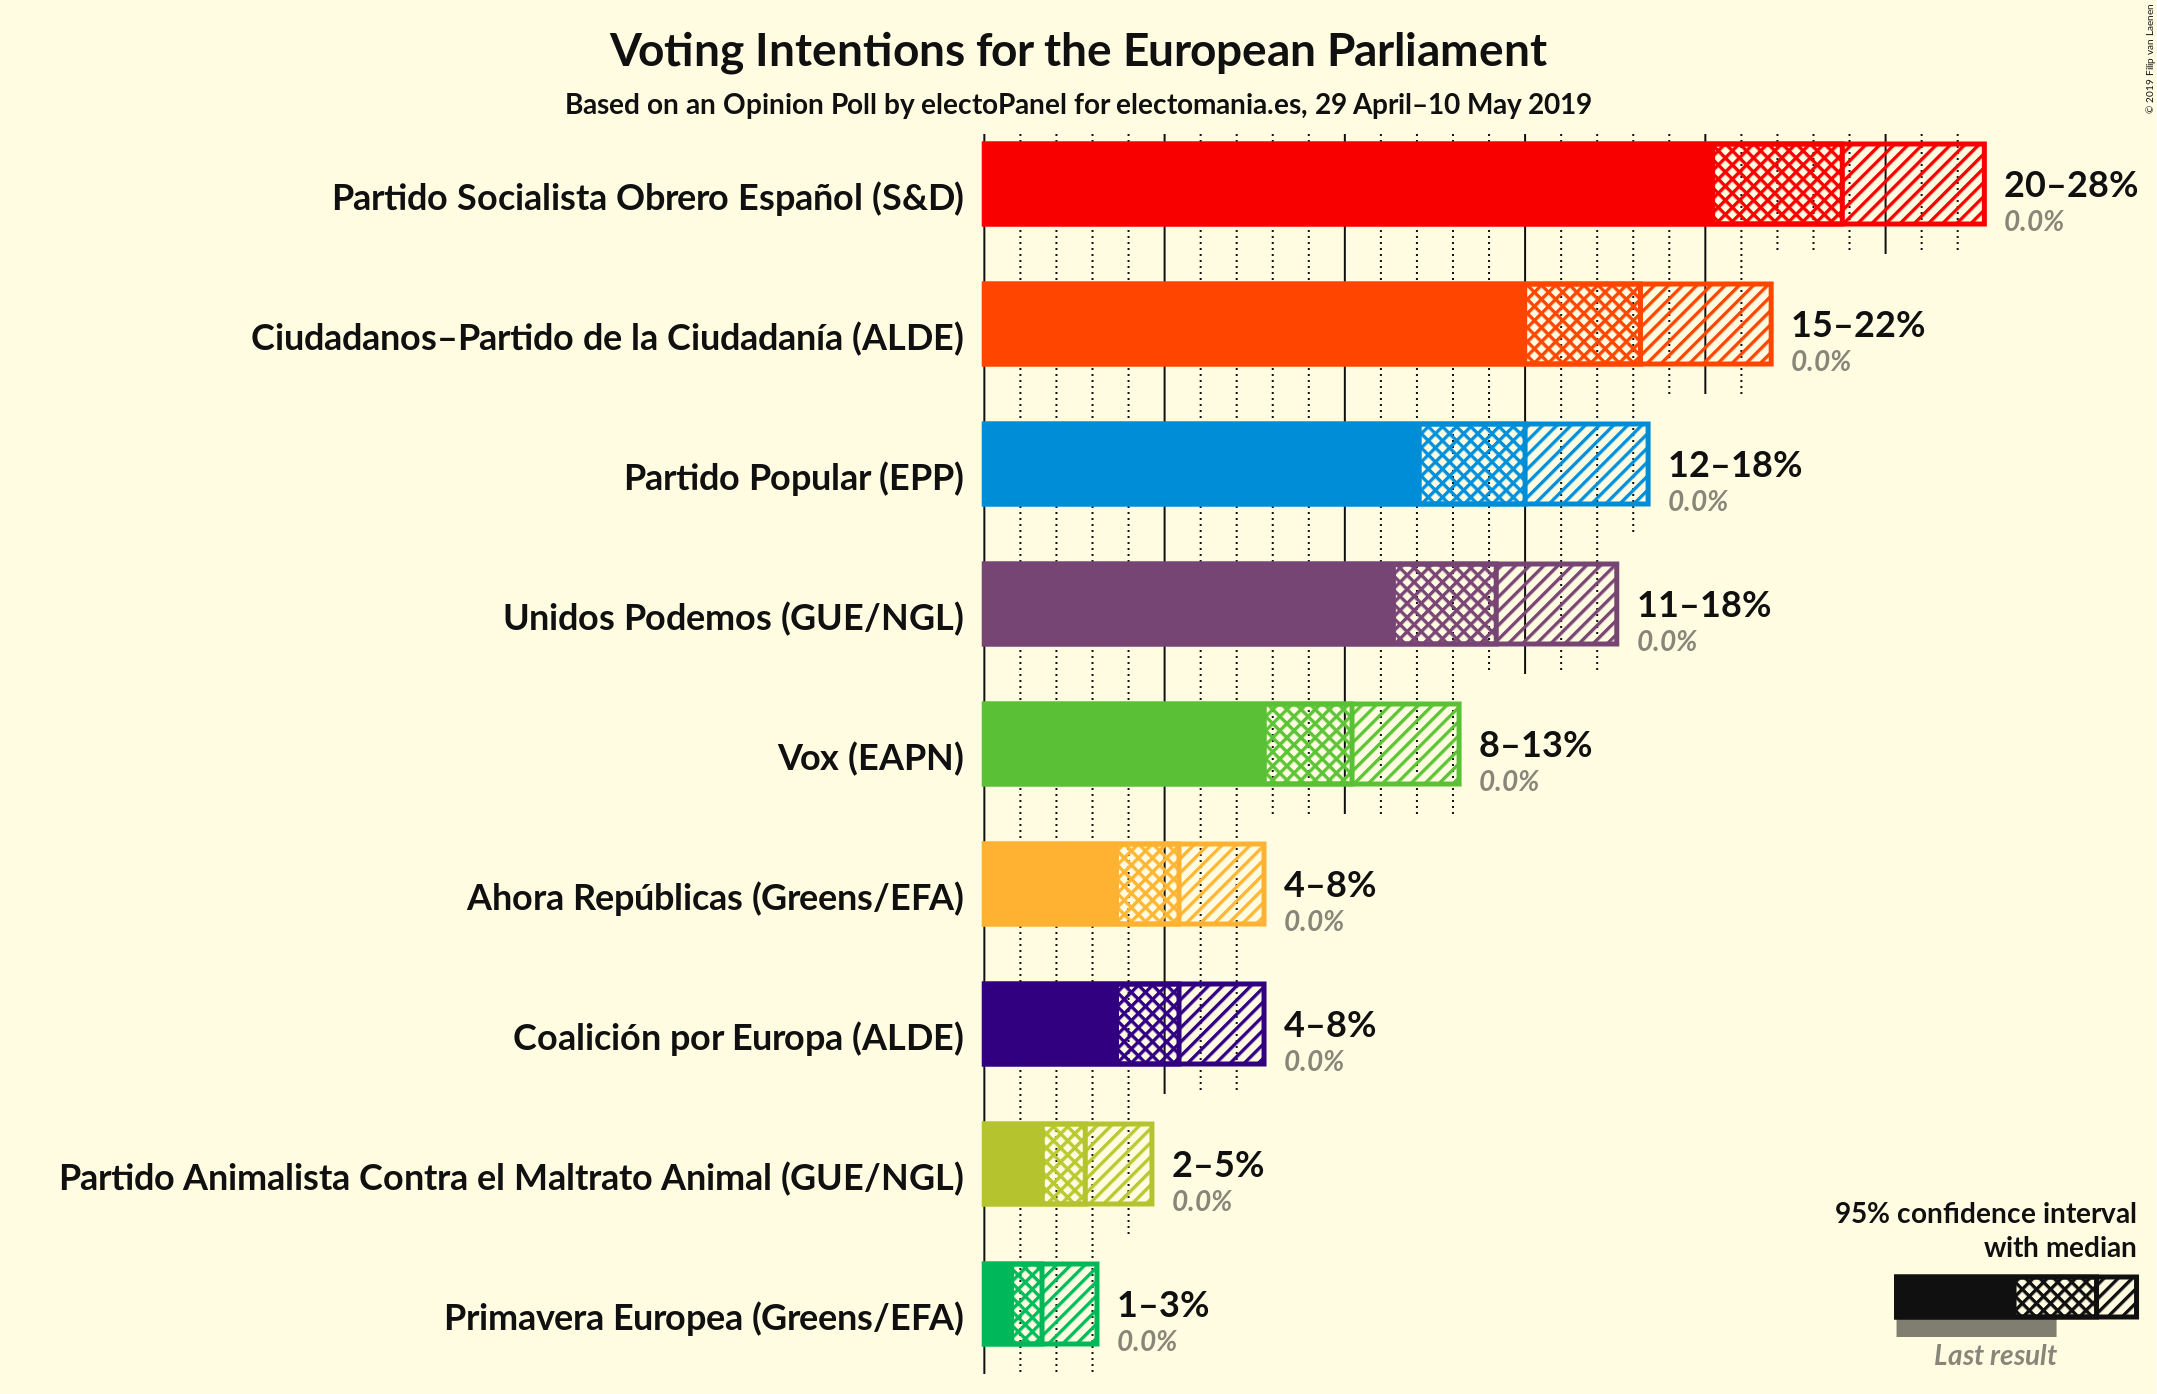 Voting Intentions for the European Parliament
Based on an Opinion Poll by electoPanel for electomania.es, 29 April–10 May 2019
© 2019 Filip van Laenen
Partido Socialista Obrero Español (S&D)
20–28%
0.0%
Ciudadanos–Partido de la Ciudadanía (ALDE)
15–22%
0.0%
Partido Popular (EPP)
12–18%
0.0%
Unidos Podemos (GUE/NGL)
11–18%
0.0%
Vox (EAPN)
8–13%
0.0%
Ahora Repúblicas (Greens/EFA)
4–8%
0.0%
Coalición por Europa (ALDE)
4–8%
0.0%
Partido Animalista Contra el Maltrato Animal (GUE/NGL)
2–5%
0.0%
Primavera Europea (Greens/EFA)
1–3%
0.0%
95% confidence interval
with median
Last result